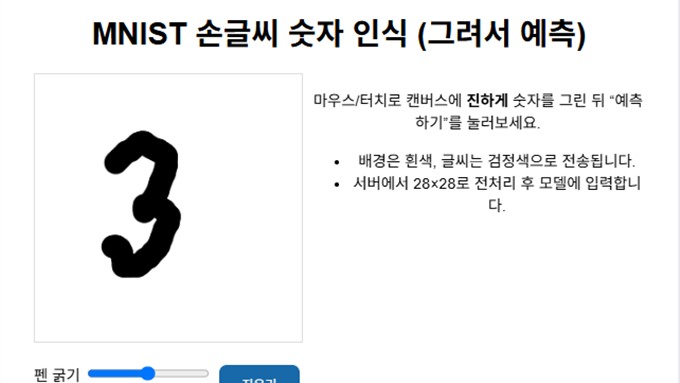 MNIST 손글씨 숫자 인식 (그려서 예측)
마우스/터치로 캔버스에 진하게 숫자를 그린 뒤 “예측
하기”를 눌러보세요.
3
• 배경은 흰색, 글씨는 검정색으로 전송됩니다.
• 서버에서 28×28로 전처리 후 모델에 입력합니
다.
펜 굵기